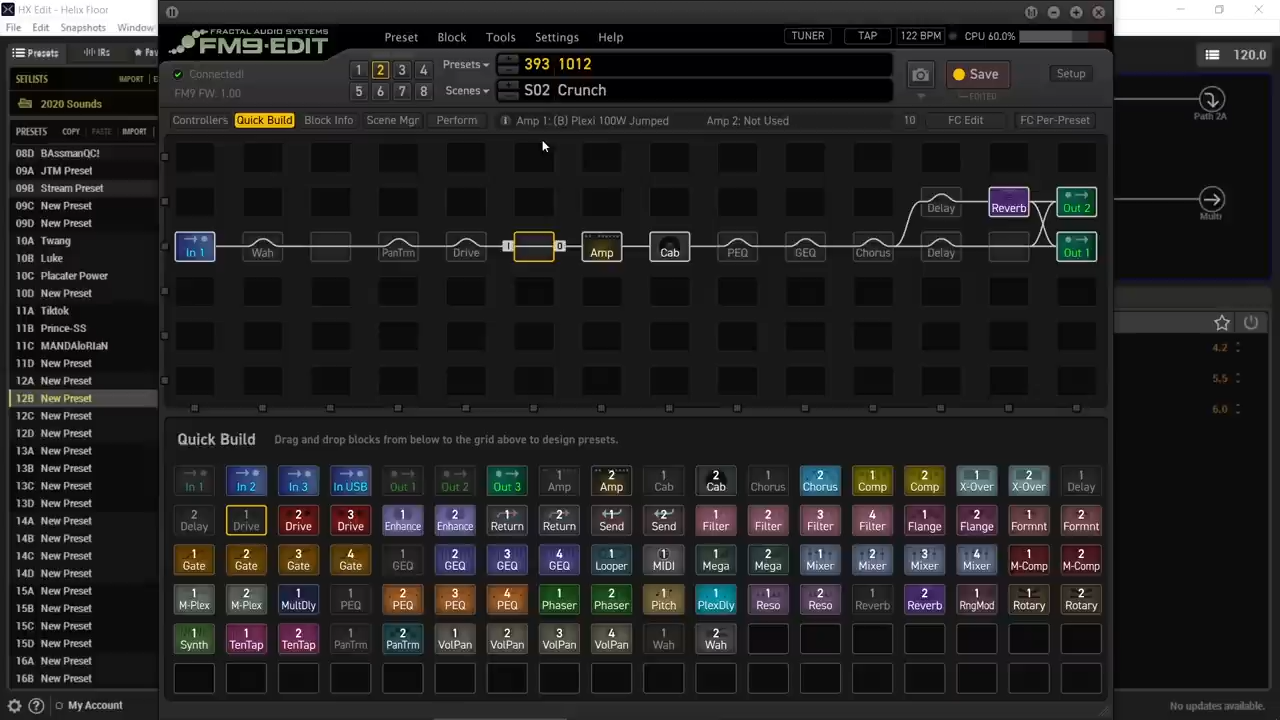 HX Edit - Helix Floor
File Edit Snapshots Window
Presets IRs Fav
SETLISTS IMPORT
2020 Sounds
PRESETS COPY PASTE IMPORT
08D BAssmanQC!
09A JTM Preset
09B Stream Preset
09C New Preset
09D New Preset
10A Twang
10B Luke
10C Placater Power
10D New Preset
11A Tiktok
11B Prince-SS
11C MANDAloRIaN
11D New Preset
12A New Preset
12B New Preset
12C New Preset
12D New Preset
13A New Preset
13B New Preset
13C New Preset
13D New Preset
14A New Preset
14B New Preset
14C New Preset
14D New Preset
15A New Preset
15B New Preset
15C New Preset
15D New Preset
16A New Preset
16B New Preset
My Account
FRACTAL AUDIO SYSTEMS
FM9-EDIT
Preset Block Tools Settings Help
TUNER TAP 122 BPM CPU 60.0%
Connected!
FM9 FW: 1.00
1 2 3 4
5 6 7 8
Presets 393 1012
Scenes S02 Crunch
Save
EDITED
Setup
Controllers Quick Build Block Info Scene Mgr Perform Amp 1: (B) Plexi 100W Jumped Amp 2: Not Used 10 FC Edit FC Per-Preset
Delay Reverb Out 2
In 1 Wah PanTrm Drive I O Amp Cab PEQ GEQ Chorus Delay Out 1
Quick Build Drag and drop blocks from below to the grid above to design presets.
In 1 In 2 In 3 In USB Out 1 Out 2 Out 3 1 Amp 2 Amp 1 Cab 2 Cab 1 Chorus 2 Chorus 1 Comp 2 Comp 1 X-Over 2 X-Over 1 Delay
2 Delay 1 Drive 2 Drive 3 Drive 1 Enhance 2 Enhance 1 Return 2 Return 1 Send 2 Send 1 Filter 2 Filter 3 Filter 4 Filter 1 Flange 2 Flange 1 Formnt 2 Formnt
1 Gate 2 Gate 3 Gate 4 Gate 1 GEQ 2 GEQ 3 GEQ 4 GEQ 1 Looper MIDI 1 Mega 2 Mega 1 Mixer 2 Mixer 3 Mixer 4 Mixer 1 M-Comp 2 M-Comp
1 M-Plex 2 M-Plex 1 MultDly 1 PEQ 2 PEQ 3 PEQ 4 PEQ 1 Phaser 2 Phaser 1 Pitch 1 PlexDly 1 Reso 2 Reso 1 Reverb 2 Reverb 1 RngMod 1 Rotary 2 Rotary
1 Synth 1 TenTap 2 TenTap 1 PanTrm 2 PanTrm 1 VolPan 2 VolPan 3 VolPan 4 VolPan 1 Wah 2 Wah
120.0
Path 2A
Multi
4.2
5.5
6.0
No updates available.